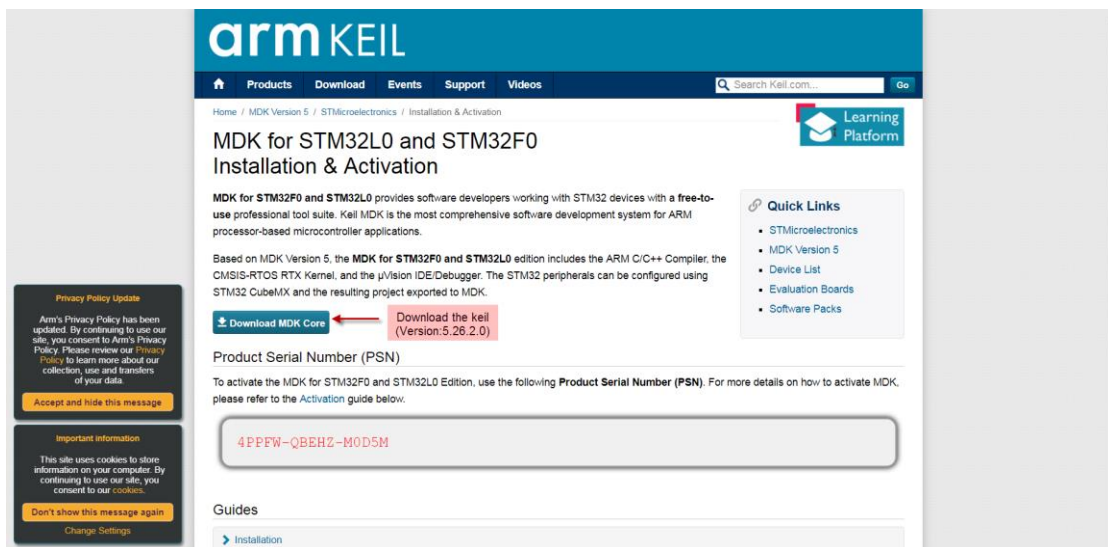 arm KEIL
Products Download Events Support Videos
Search Keil.com... Go
Home / MDK Version 5 / STMicroelectronics / Installation & Activation
Learning
Platform
MDK for STM32L0 and STM32F0
Installation & Activation
MDK for STM32F0 and STM32L0 provides software developers working with STM32 devices with a free-to-
use professional tool suite. Keil MDK is the most comprehensive software development system for ARM
processor-based microcontroller applications.
Based on MDK Version 5, the MDK for STM32F0 and STM32L0 edition includes the ARM C/C++ Compiler, the
CMSIS-RTOS RTX Kernel, and the µVision IDE/Debugger. The STM32 peripherals can be configured using
STM32 CubeMX and the resulting project exported to MDK.
Quick Links
STMicroelectronics
MDK Version 5
Device List
Evaluation Boards
Software Packs
Download MDK Core
Download the keil
(Version:5.26.2.0)
Product Serial Number (PSN)
To activate the MDK for STM32F0 and STM32L0 Edition, use the following Product Serial Number (PSN). For more details on how to activate MDK,
please refer to the Activation guide below.
4PPFW-QBEHZ-M0D5M
Guides
Installation
Privacy Policy Update
Arm's Privacy Policy has been
updated. By continuing to use our
site, you consent to Arm's Privacy
Policy. Please review our Privacy
Policy to learn more about our
collection, use and transfers
of your data.
Accept and hide this message
Important information
This site uses cookies to store
information on your computer. By
continuing to use our site, you
consent to our cookies.
Don't show this message again
Change Settings